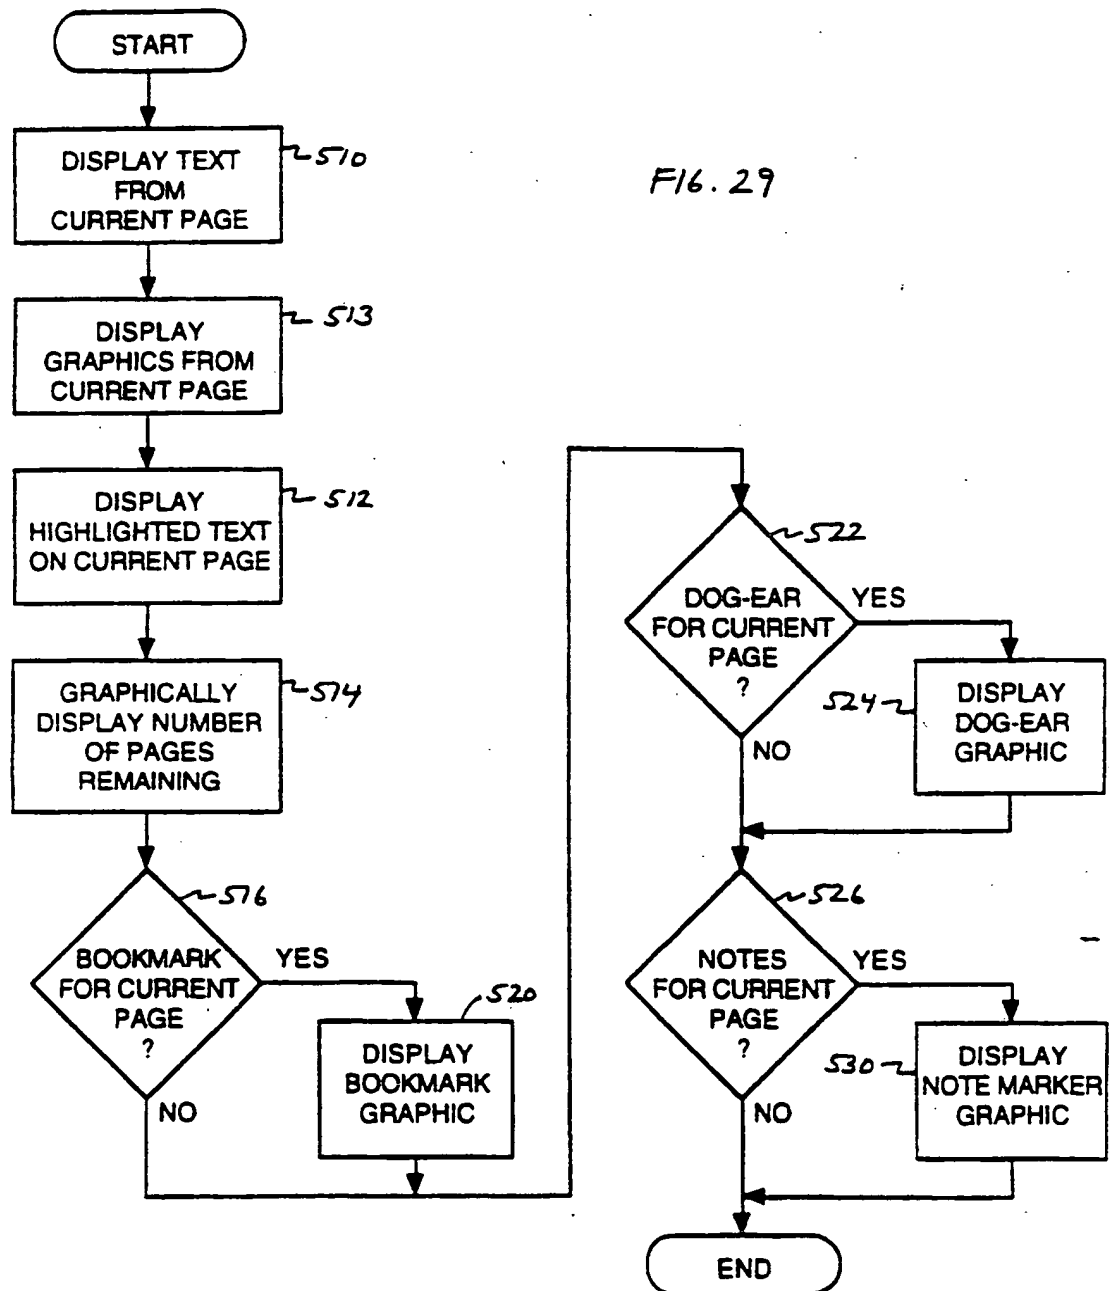 START
DISPLAY TEXT
FROM
CURRENT PAGE
510
FIG. 29
DISPLAY
GRAPHICS FROM
CURRENT PAGE
513
DISPLAY
HIGHLIGHTED TEXT
ON CURRENT PAGE
512
GRAPHICALLY
DISPLAY NUMBER
OF PAGES
REMAINING
514
BOOKMARK
FOR CURRENT
PAGE
?
516
YES
NO
DISPLAY
BOOKMARK
GRAPHIC
520
DOG-EAR
FOR CURRENT
PAGE
?
522
YES
NO
DISPLAY
DOG-EAR
GRAPHIC
524
NOTES
FOR CURRENT
PAGE
?
526
YES
NO
DISPLAY
NOTE MARKER
GRAPHIC
530
END